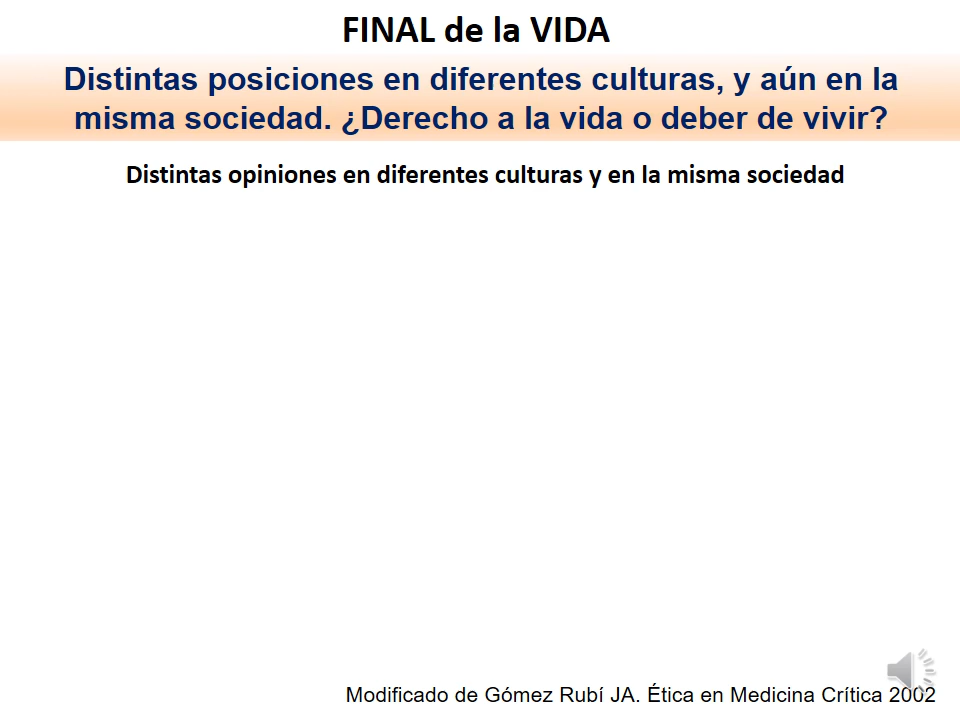 FINAL de la VIDA
Distintas posiciones en diferentes culturas, y aún en la
misma sociedad. ¿Derecho a la vida o deber de vivir?
Distintas opiniones en diferentes culturas y en la misma sociedad
Modificado de Gómez Rubí JA. Ética en Medicina Crítica 2002